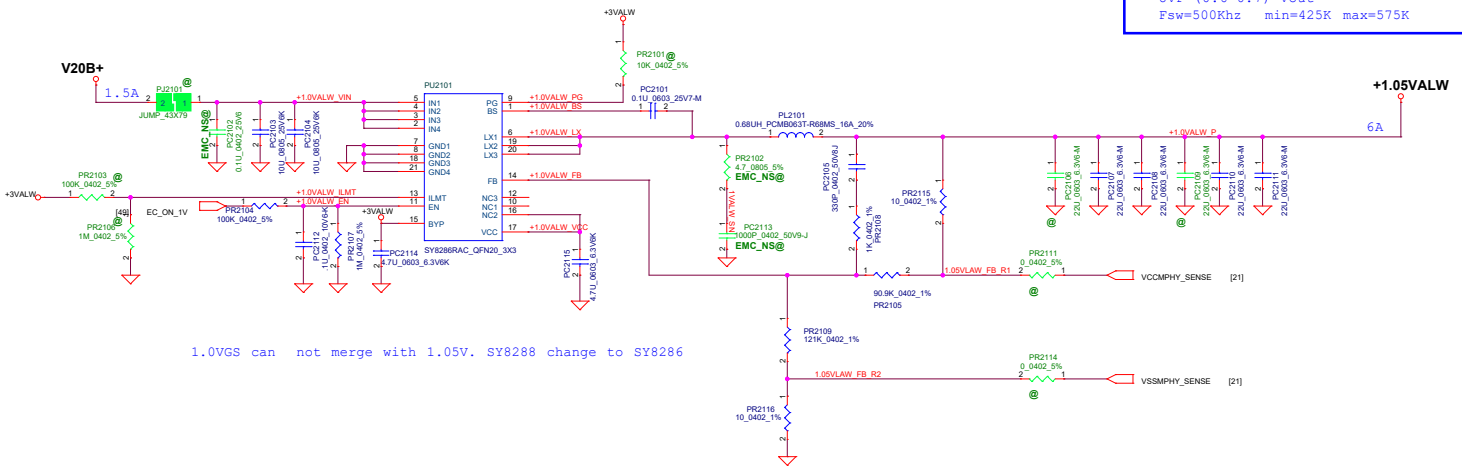 Fsw=500Khz min=425K max=575K
+3VALW
PR2101 @
10K_0402_5%
V20B+
1.5A
PJ2101
@
JUMP_43X79
+1.0VALW_VIN
EMC_NS@
PC2102
0.1U_0402_25V6
PC2103
10U_0805_25V6K
PC2104
10U_0805_25V6K
PU2101
IN1
IN2
IN3
IN4
GND1
GND2
GND3
GND4
ILMT
EN
BYP
PG
BS
LX1
LX2
LX3
FB
NC3
NC1
NC2
VCC
SY8286RAC_QFN20_3X3
+1.0VALW_PG
+1.0VALW_BS
PC2101
0.1U_0603_25V7-M
+1.0VALW_LX
PL2101
0.68UH_PCMB063T-R68MS_16A_20%
+1.05VALW
+1.0VALW_P
6A
PR2102
4.7_0805_5%
EMC_NS@
PC2113
1000P_0402_50V9-J
EMC_NS@
PC2105
330P_0402_50V8J
1K_0402_1%
PR2108
PR2115
10_0402_1%
PC2106
22U_0603_6.3V6-M
PC2107
22U_0603_6.3V6-M
PC2108
22U_0603_6.3V6-M
PC2109
22U_0603_6.3V6-M
PC2110
22U_0603_6.3V6-M
PC2111
22U_0603_6.3V6-M
@
@
+1.0VALW_FB
PR2103
100K_0402_5%
@
+3VALW
+1.0VALW_ILMT
[49]
EC_ON_1V
PR2104
100K_0402_5%
PR2106
1M_0402_5%
@
PC2112
PR2107
1M_0402_5%
+3VALW
PC2114
4.7U_0603_6.3V6K
+1.0VALW_VCC
PC2115
4.7U_0603_6.3V6K
90.9K_0402_1%
PR2105
1.05VLAW_FB_R1
PR2111
0_0402_5%
@
VCCMPHY_SENSE [21]
PR2109
121K_0402_1%
1.0VGS can not merge with 1.05V. SY8288 change to SY8286
1.05VLAW_FB_R2
PR2114
0_0402_5%
@
VSSMPHY_SENSE [21]
PR2116
10_0402_1%